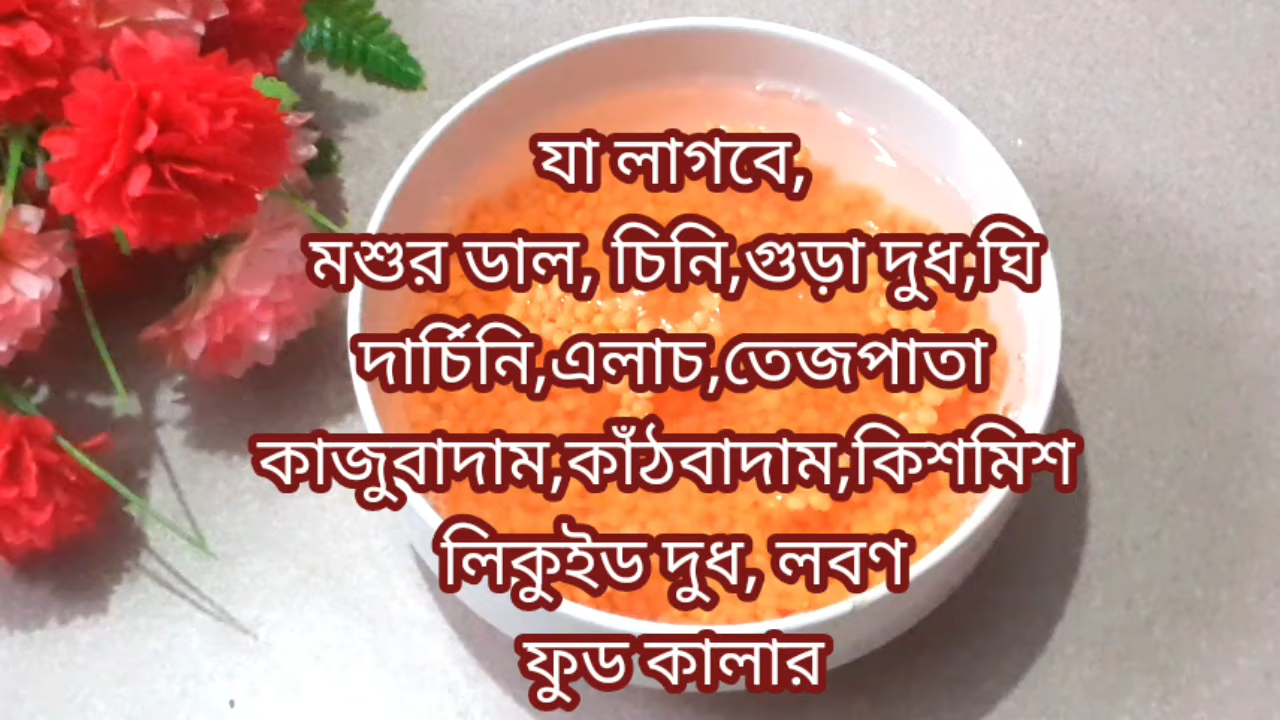 যা লাগবে,
মশুর ডাল, চিনি,গুড়া দুধ,ঘি
দার্চিনি,এলাচ,তেজপাতা
কাজুবাদাম,কাঁঠবাদাম,কিশমিশ
লিকুইড দুধ, লবণ
ফুড কালার